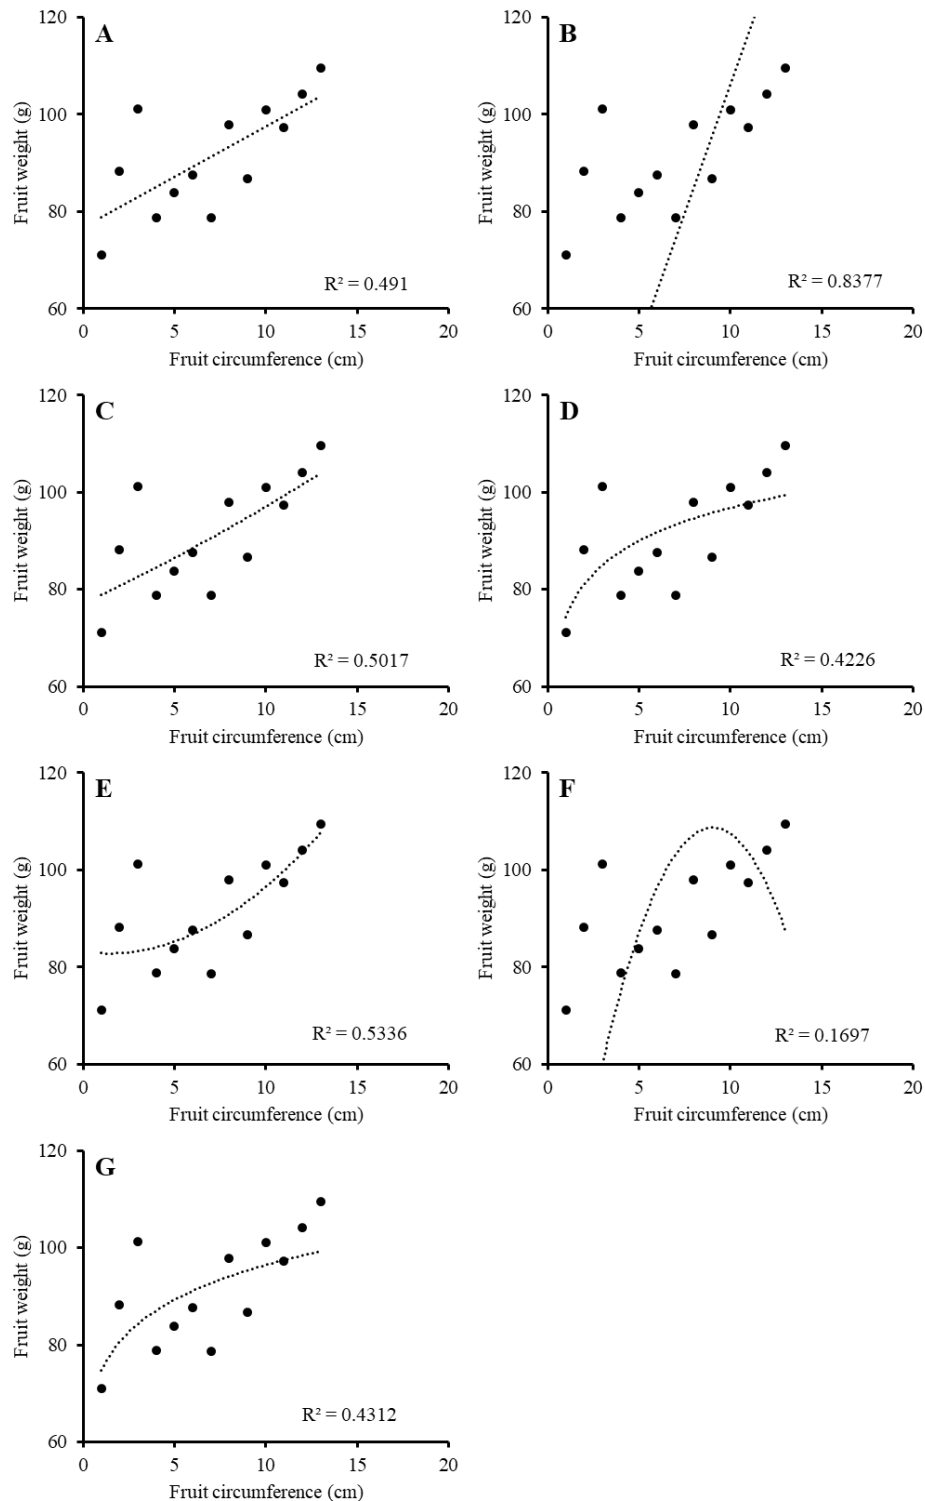 120
A
100
80
60
Fruit weight (g)
R² = 0.491
0 5 10 15 20
Fruit circumference (cm)
120
B
100
80
60
Fruit weight (g)
R² = 0.8377
0 5 10 15 20
Fruit circumference (cm)
120
C
100
80
60
Fruit weight (g)
R² = 0.5017
0 5 10 15 20
Fruit circumference (cm)
120
D
100
80
60
Fruit weight (g)
R² = 0.4226
0 5 10 15 20
Fruit circumference (cm)
120
E
100
80
60
Fruit weight (g)
R² = 0.5336
0 5 10 15 20
Fruit circumference (cm)
120
F
100
80
60
Fruit weight (g)
R² = 0.1697
0 5 10 15 20
Fruit circumference (cm)
120
G
100
80
60
Fruit weight (g)
R² = 0.4312
0 5 10 15 20
Fruit circumference (cm)